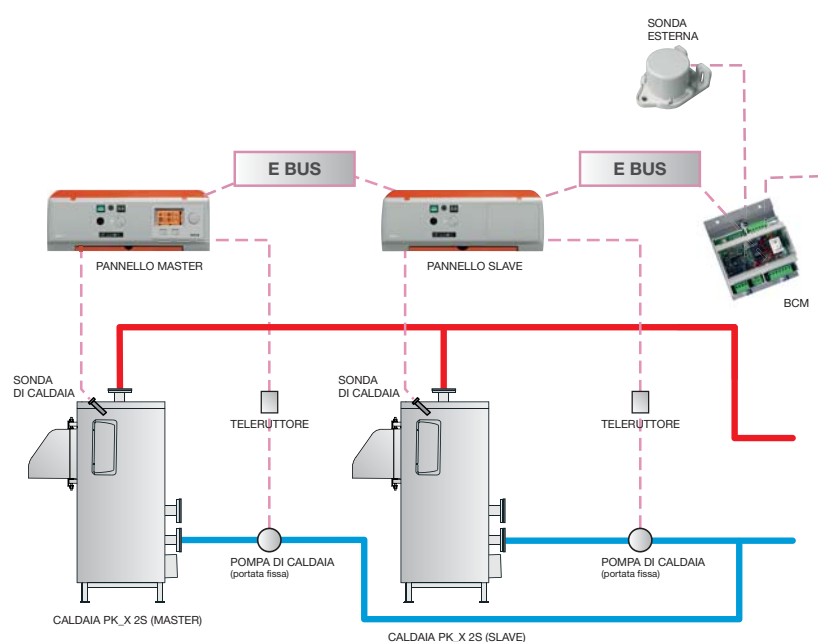 SONDA
ESTERNA
E BUS
E BUS
PANNELLO MASTER
PANNELLO SLAVE
BCM
SONDA
DI CALDAIA
SONDA
DI CALDAIA
TELERUTTORE
TELERUTTORE
POMPA DI CALDAIA
(portata fissa)
POMPA DI CALDAIA
(portata fissa)
CALDAIA PK_X 2S (MASTER)
CALDAIA PK_X 2S (SLAVE)